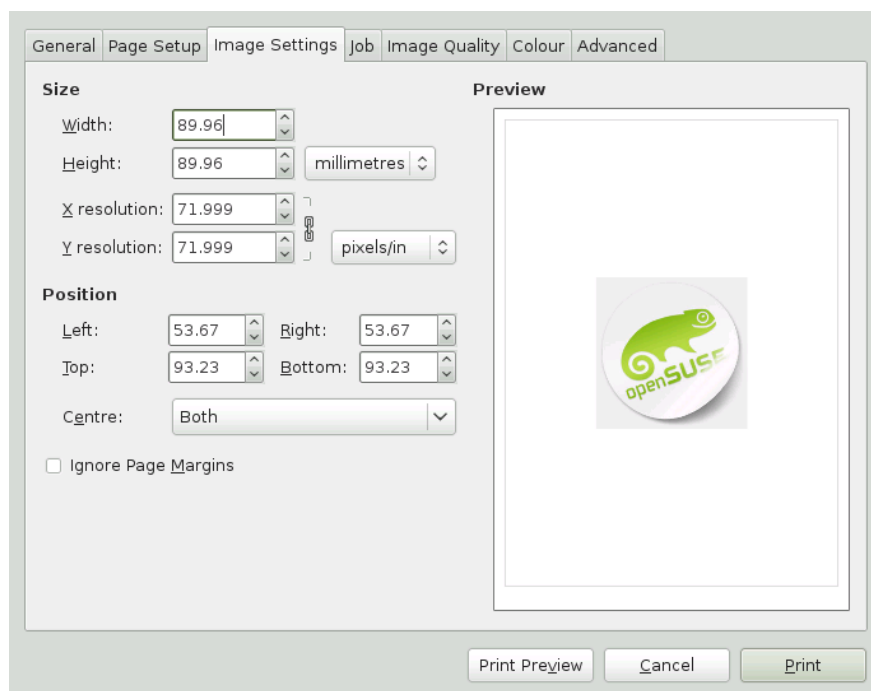 General Page Setup Image Settings Job Image Quality Colour Advanced
Size
Width: 89.96
Height: 89.96 millimetres
X resolution: 71.999
Y resolution: 71.999 pixels/in
Position
Left: 53.67 Right: 53.67
Top: 93.23 Bottom: 93.23
Centre: Both
Ignore Page Margins
Preview
openSUSE
Print Preview Cancel Print